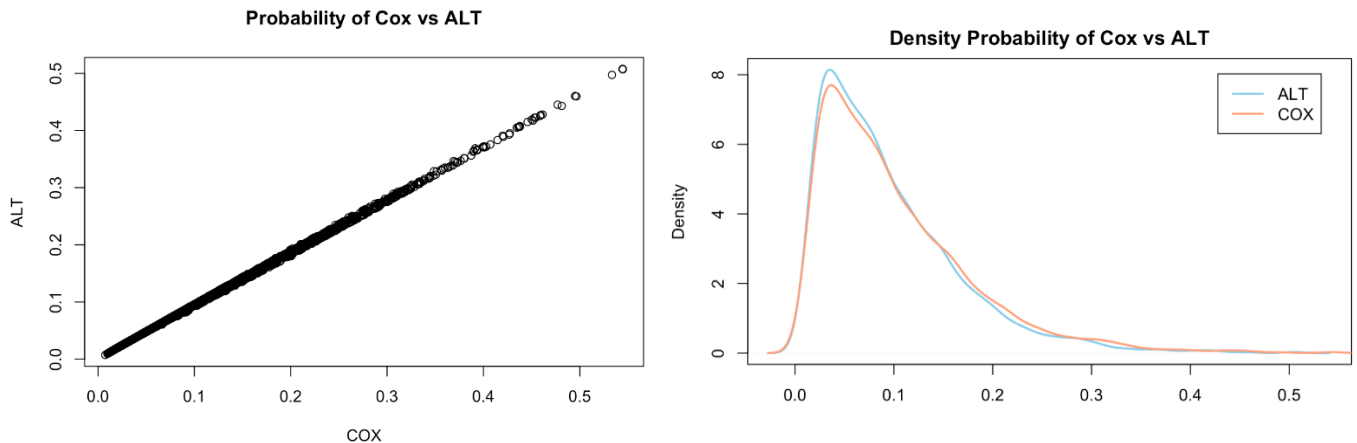 Probability of Cox vs ALT
ALT
0.0 0.1 0.2 0.3 0.4 0.5
0.0 0.1 0.2 0.3 0.4 0.5
COX
Density Probability of Cox vs ALT
Density
0 2 4 6 8
ALT
COX
0.0 0.1 0.2 0.3 0.4 0.5